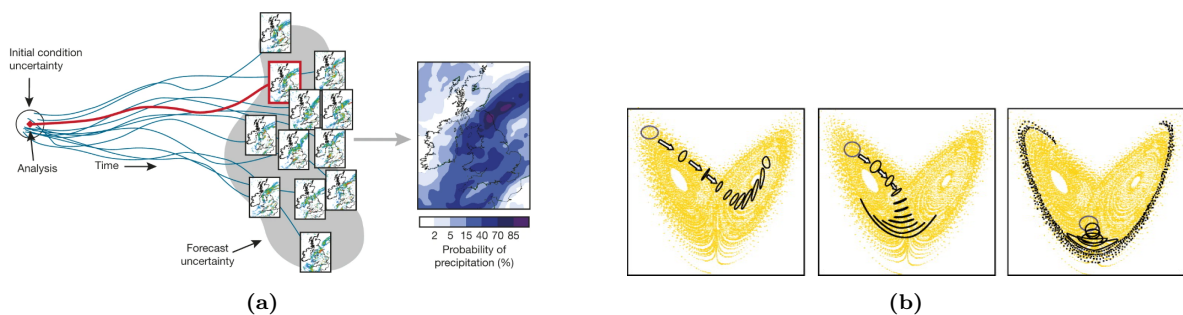 Initial condition
uncertainty
Analysis
Time
Forecast
uncertainty
2 5 15 40 70 85
Probability of
precipitation (%)
(a)
(b)